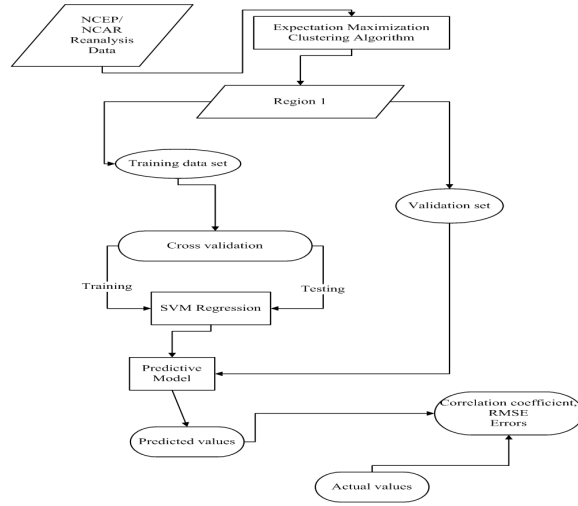 NCEP/
NCAR
Reanalysis
Data
Expectation Maximization
Clustering Algorithm
Region 1
Training data set
Validation set
Cross validation
Training
Testing
SVM Regression
Predictive
Model
Correlation coefficient,
RMSE
Errors
Predicted values
Actual values